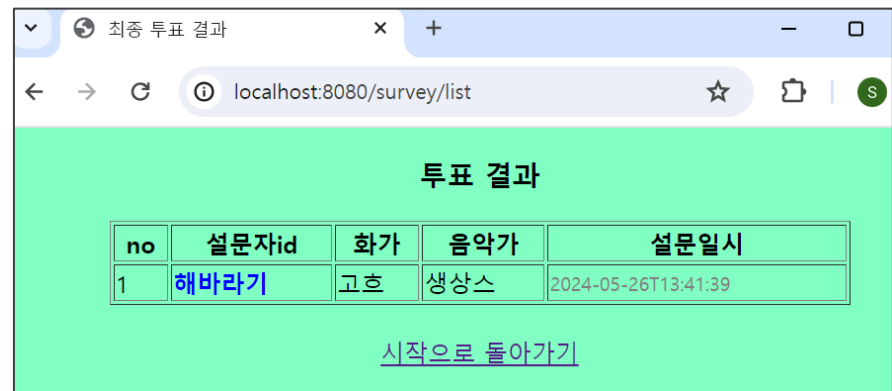 최종 투표 결과
localhost:8080/survey/list
S
투표 결과
no 설문자id 화가 음악가 설문일시
1 해바라기 고흐 생상스 2024-05-26T13:41:39
시작으로 돌아가기